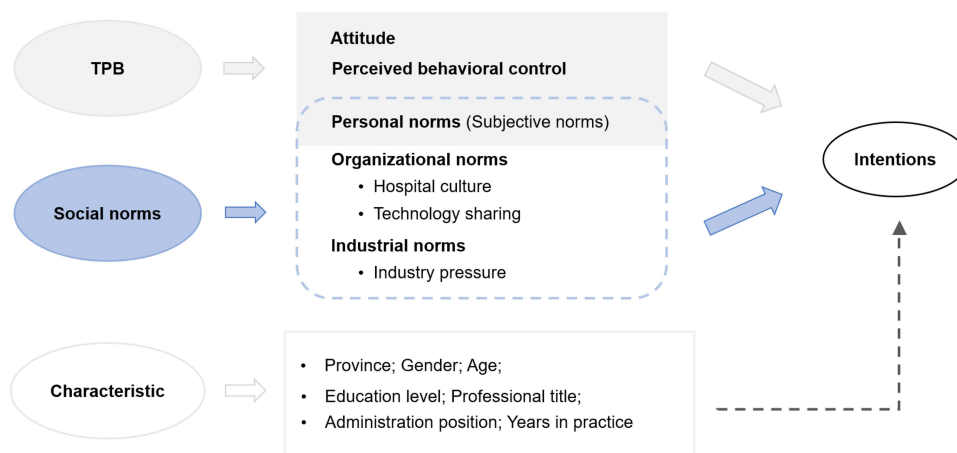 TPB
Attitude
Perceived behavioral control
Personal norms (Subjective norms)
Social norms
Organizational norms
• Hospital culture
• Technology sharing
Industrial norms
• Industry pressure
Intentions
Characteristic
• Province; Gender; Age;
• Education level; Professional title;
• Administration position; Years in practice